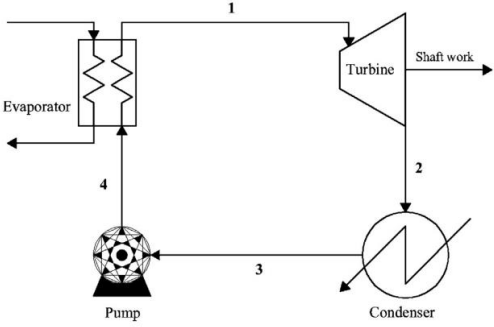 1
Turbine
Shaft work
Evaporator
4
2
3
Pump
Condenser